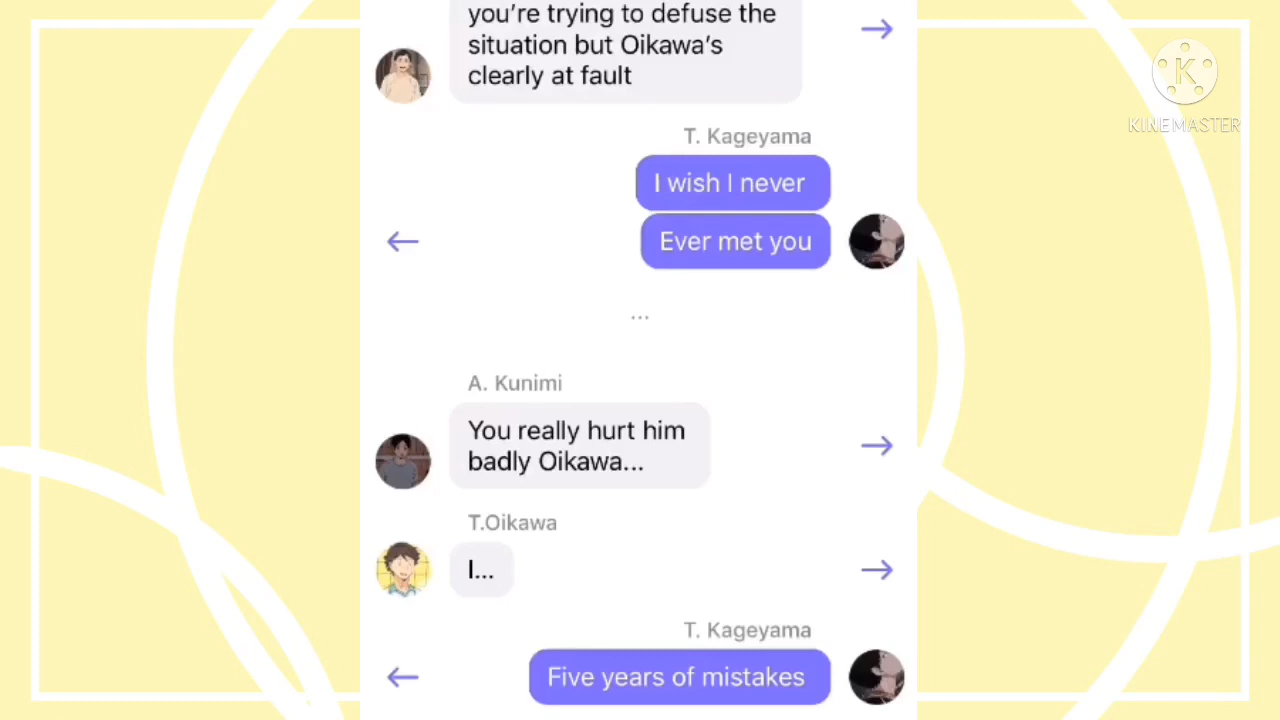 you’re trying to defuse the
situation but Oikawa’s
clearly at fault
KINEMASTER
T. Kageyama
I wish I never
Ever met you
...
A. Kunimi
You really hurt him
badly Oikawa...
T.Oikawa
I...
T. Kageyama
Five years of mistakes